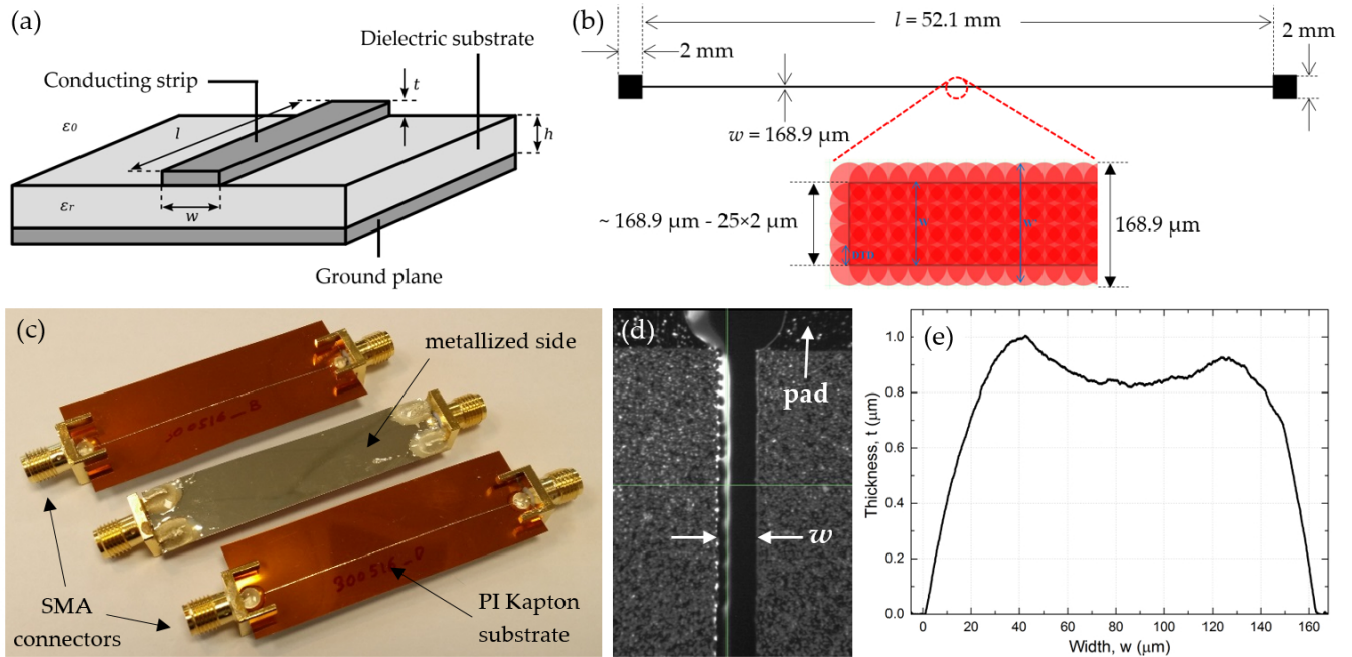 (a)
Dielectric substrate
Conducting strip
t
ε0
l
h
εr
w
Ground plane
(b)
l = 52.1 mm
2 mm
2 mm
w = 168.9 μm
~ 168.9 μm - 25×2 μm
w
168.9 μm
(c)
metallized side
300516_B
300516_D
SMA
connectors
PI Kapton
substrate
(d)
pad
w
(e)
Thickness, t (μm)
1.0
0.8
0.6
0.4
0.2
0.0
0
20
40
60
80
100
120
140
160
Width, w (μm)